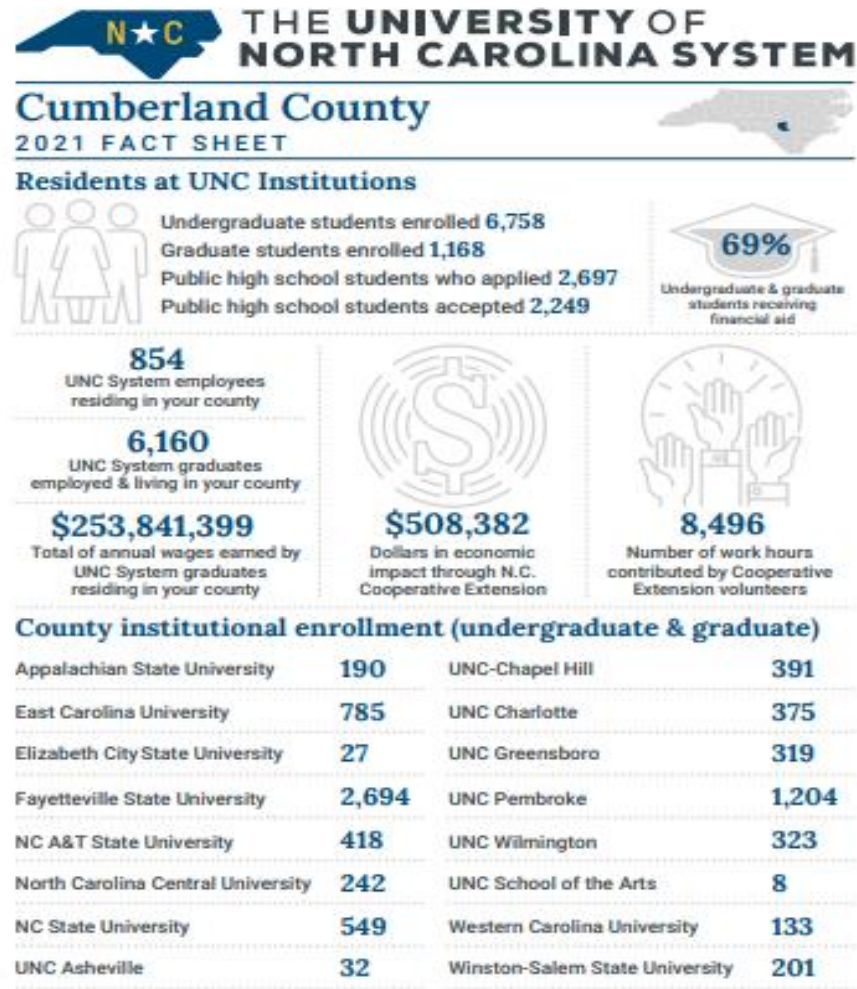 N★C
THE UNIVERSITY OF
NORTH CAROLINA SYSTEM
Cumberland County
2021 FACT SHEET
Residents at UNC Institutions
Undergraduate students enrolled 6,758
Graduate students enrolled 1,168
Public high school students who applied 2,697
Public high school students accepted 2,249
69%
Undergraduate & graduate
students receiving
financial aid
854
UNC System employees
residing in your county
6,160
UNC System graduates
employed & living in your county
$253,841,399
Total of annual wages earned by
UNC System graduates
residing in your county
$
$508,382
Dollars in economic
impact through N.C.
Cooperative Extension
8,496
Number of work hours
contributed by Cooperative
Extension volunteers
County institutional enrollment (undergraduate & graduate)
Appalachian State University 190
East Carolina University 785
Elizabeth City State University 27
Fayetteville State University 2,694
NC A&T State University 418
North Carolina Central University 242
NC State University 549
UNC Asheville 32
UNC-Chapel Hill 391
UNC Charlotte 375
UNC Greensboro 319
UNC Pembroke 1,204
UNC Wilmington 323
UNC School of the Arts 8
Western Carolina University 133
Winston-Salem State University 201